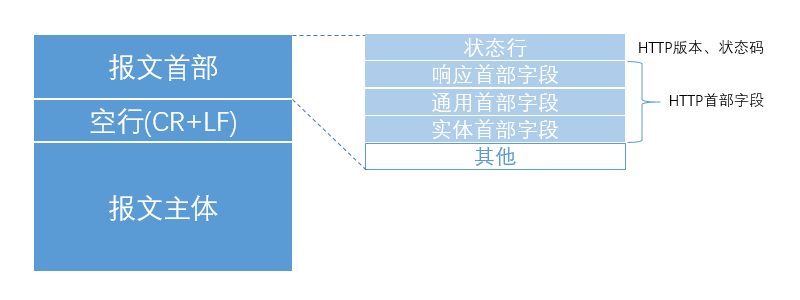 报文首部
空行(CR+LF)
报文主体
状态行
响应首部字段
通用首部字段
实体首部字段
其他
HTTP版本、状态码
HTTP首部字段